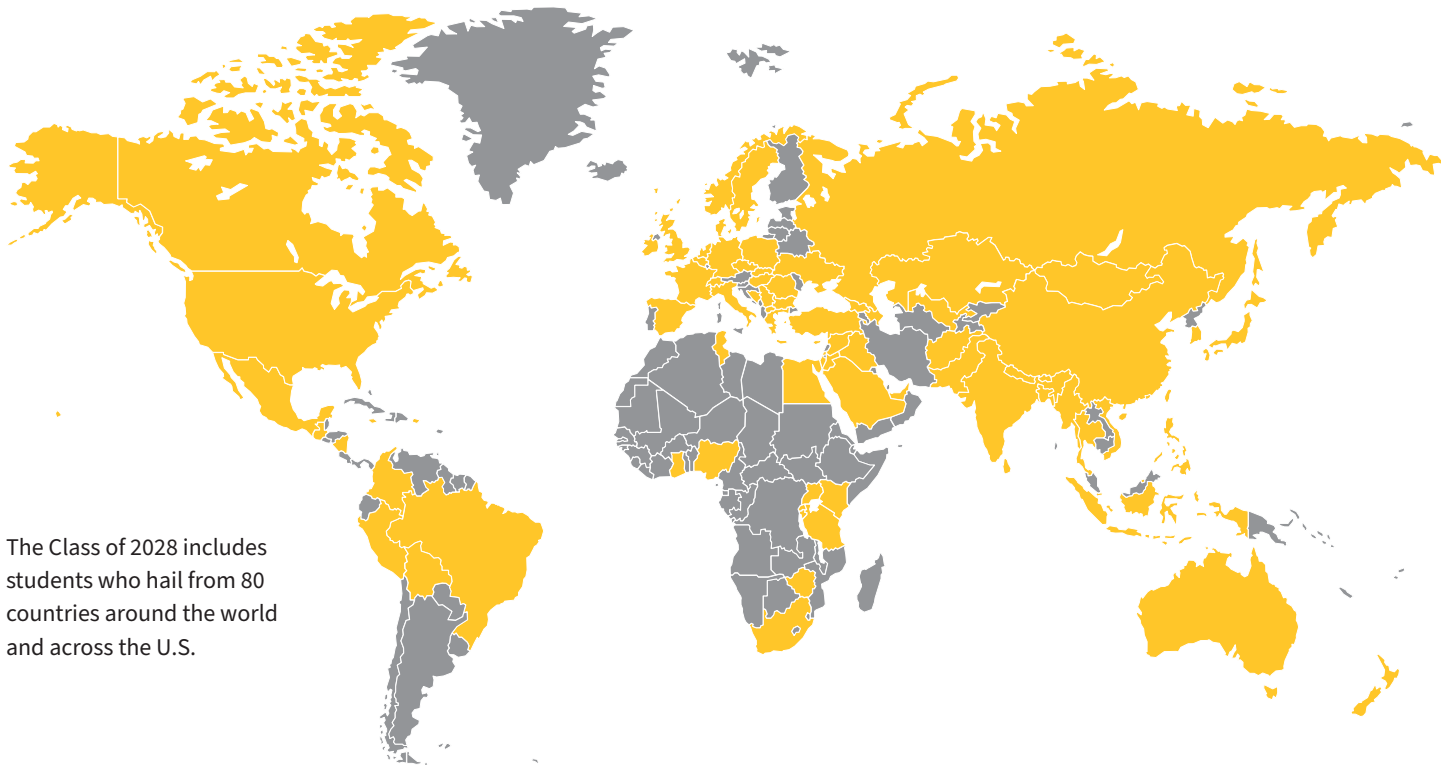 The Class of 2028 includes
students who hail from 80
countries around the world
and across the U.S.